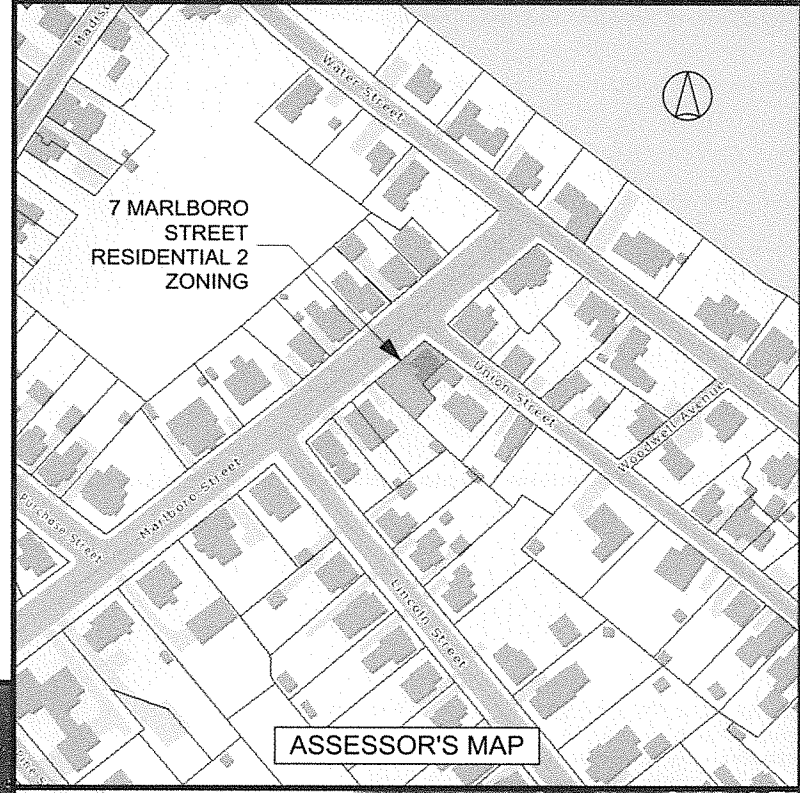 Madiso
Water Street
7 MARLBORO
STREET
RESIDENTIAL 2
ZONING
Union Street
Woodwell Avenue
Marlboro Street
Purchase Street
Lincoln Street
ASSESSOR'S MAP